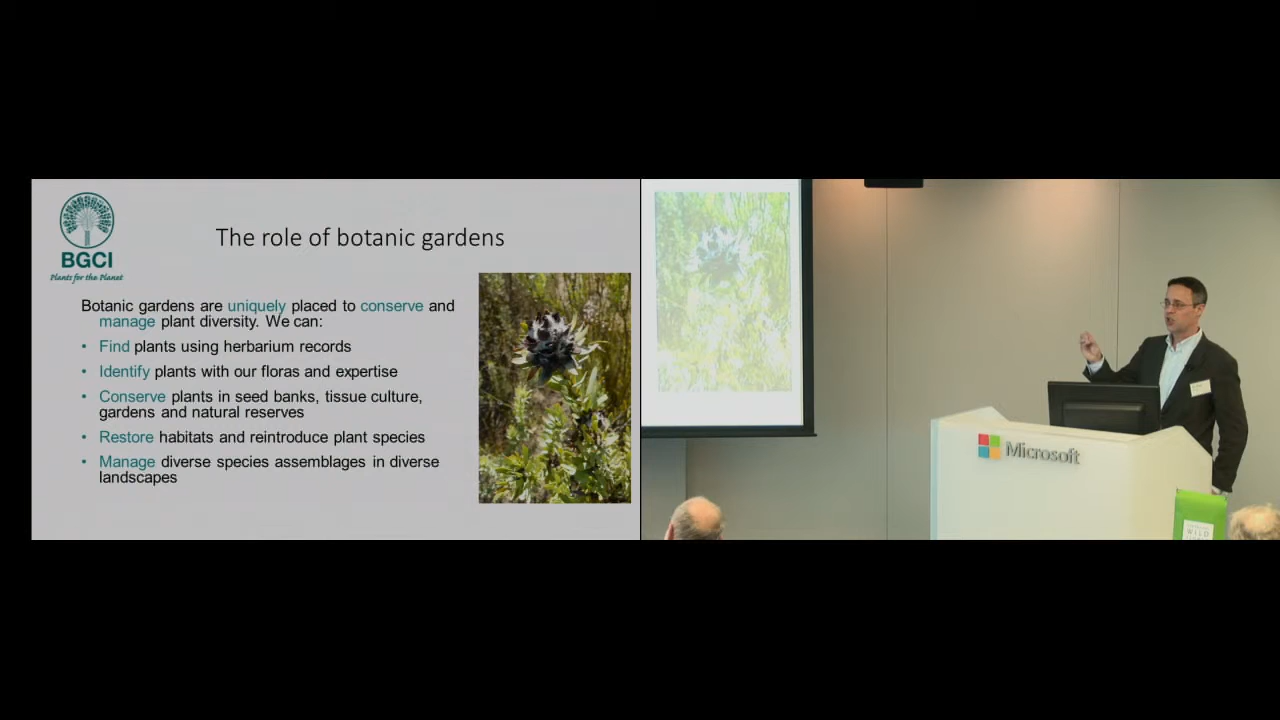 BGCI
Plants for the Planet
The role of botanic gardens
Botanic gardens are uniquely placed to conserve and
manage plant diversity. We can:
• Find plants using herbarium records
• Identify plants with our floras and expertise
• Conserve plants in seed banks, tissue culture,
gardens and natural reserves
• Restore habitats and reintroduce plant species
• Manage diverse species assemblages in diverse
landscapes
Microsoft
WILD